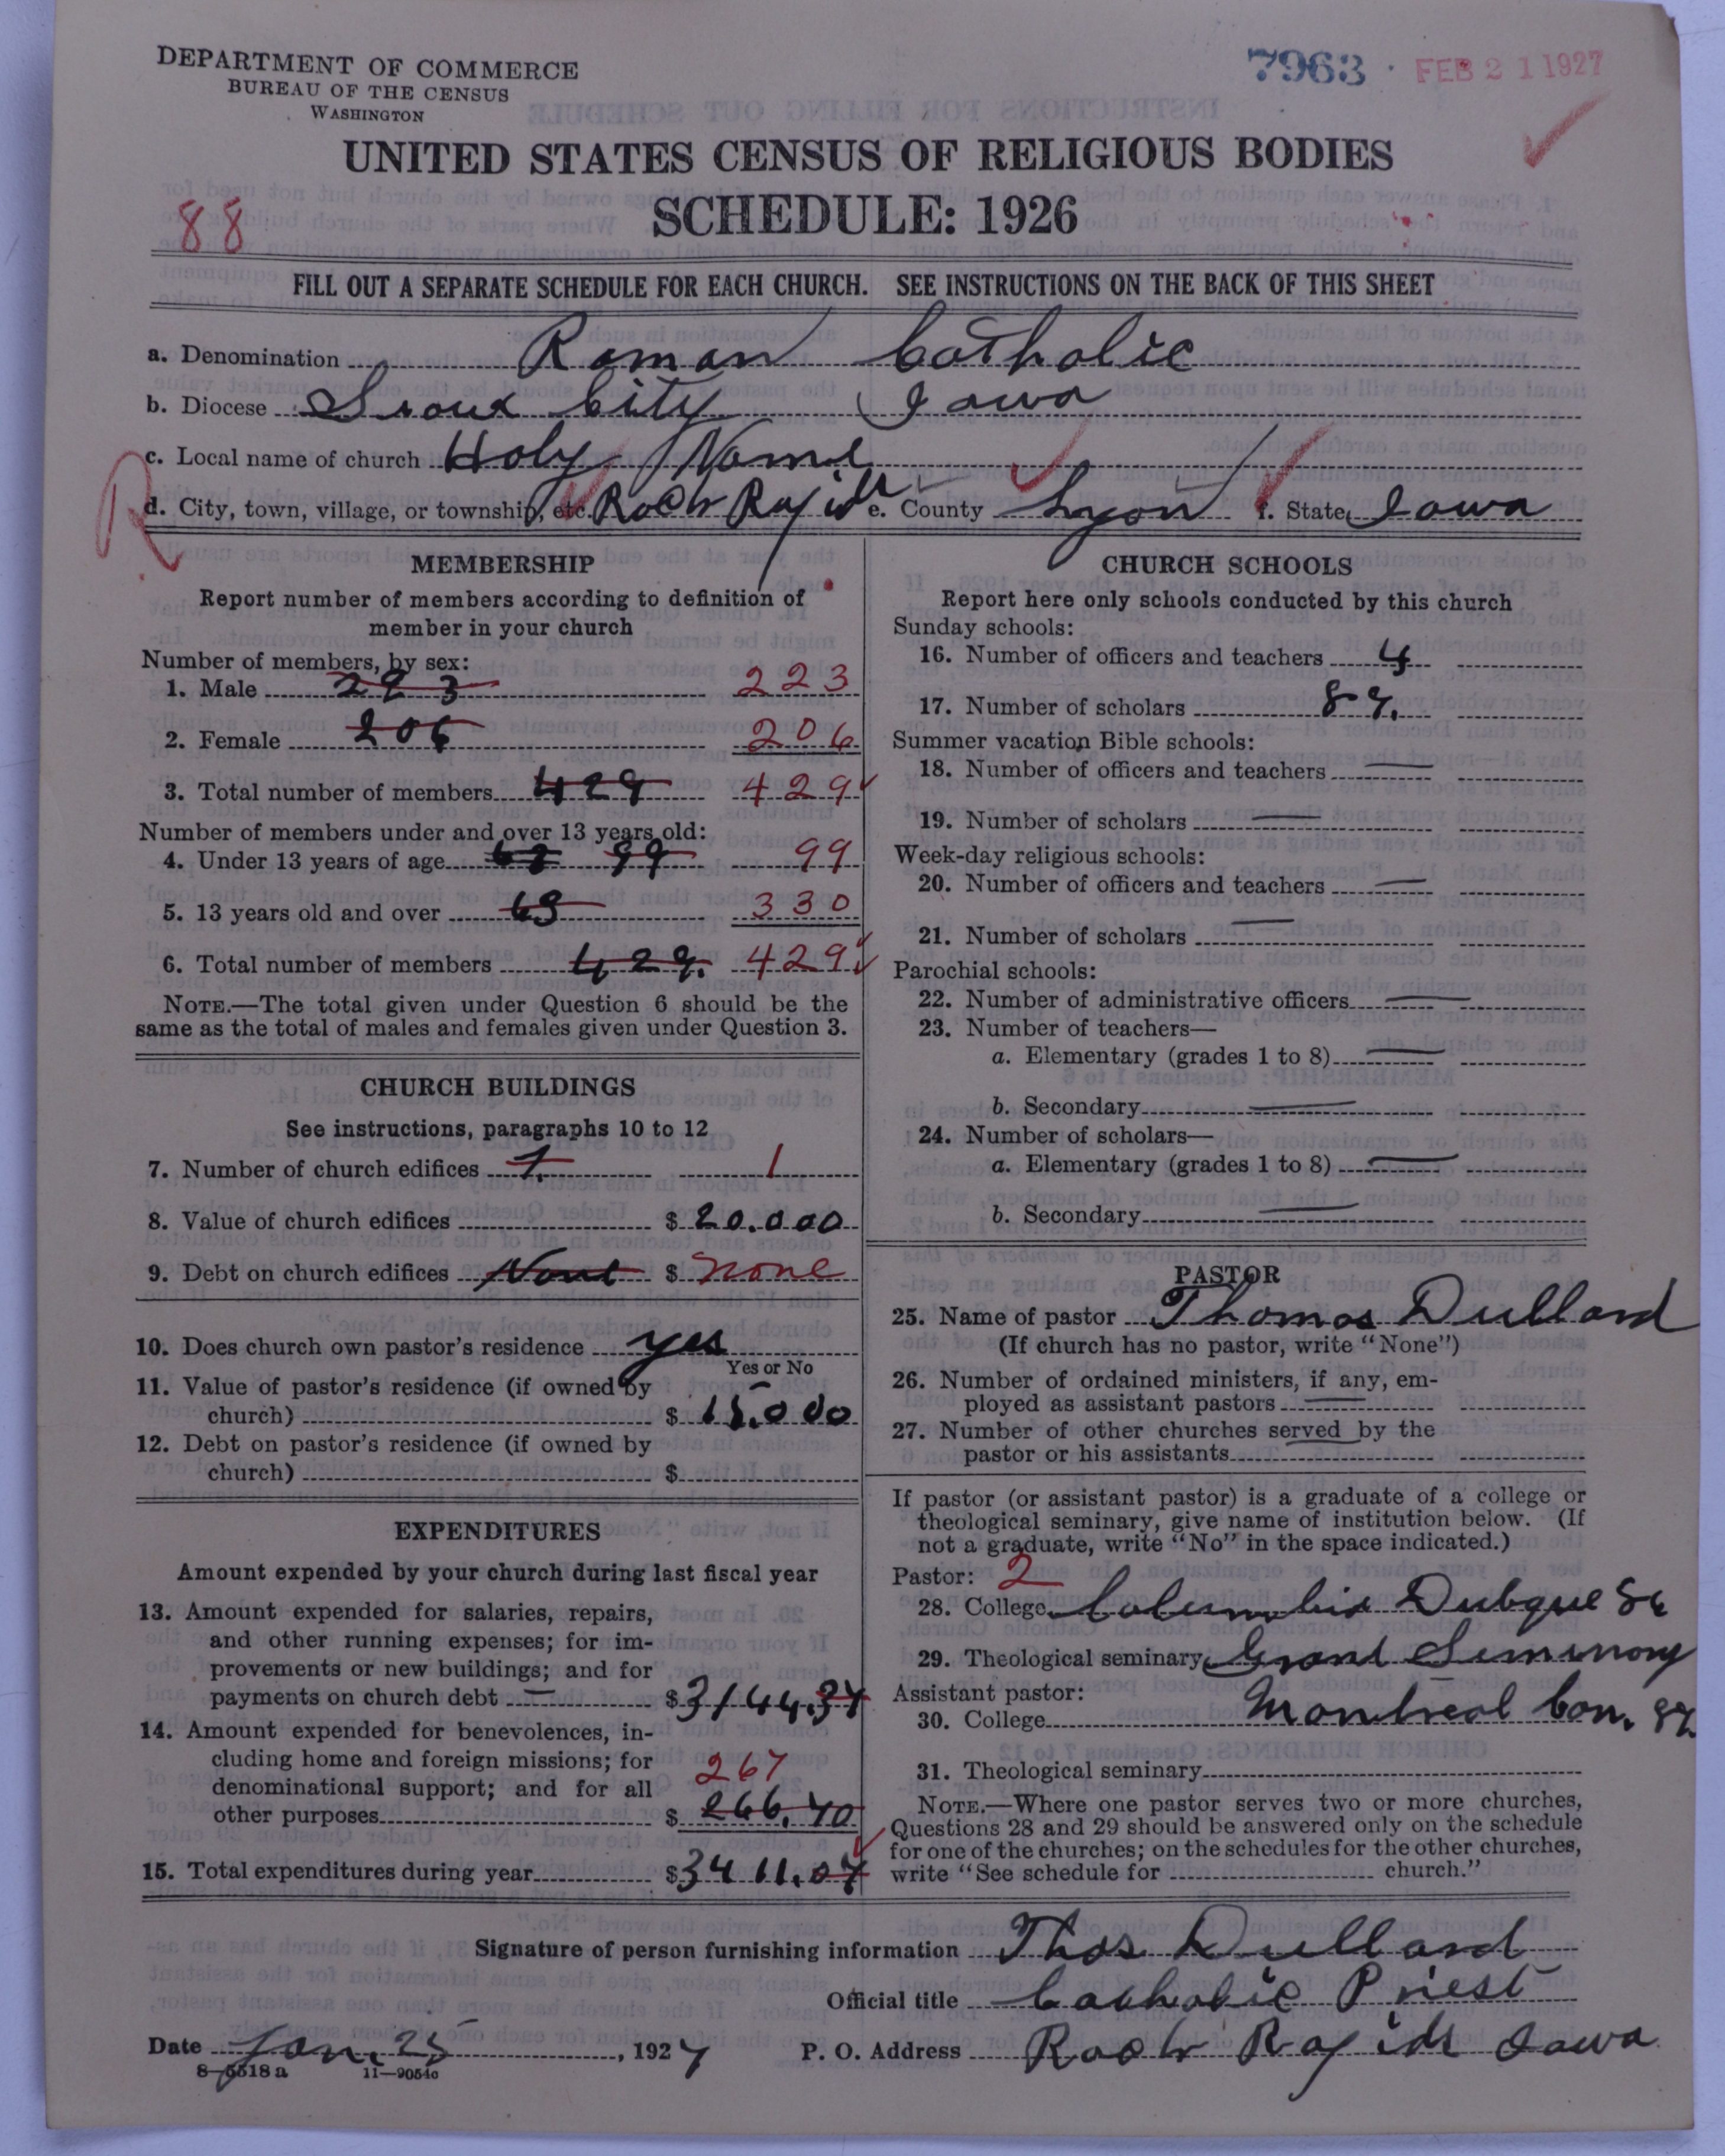 DEPARTMENT OF COMMERCE
BUREAU OF THE CENSUS
WASHINGTON
7963
FEB 21 1927
UNITED STATES CENSUS OF RELIGIOUS BODIES
SCHEDULE: 1926
88
FILL OUT A SEPARATE SCHEDULE FOR EACH CHURCH. SEE INSTRUCTIONS ON THE BACK OF THIS SHEET
a. Denomination Roman Catholic
b. Diocese Sioux City Iowa
c. Local name of church Holy Name
R
d. City, town, village, or township, etc. Rock Rapids e. County Lyon f. State Iowa
MEMBERSHIP
Report number of members according to definition of
member in your church
Number of members, by sex:
1. Male 223 223
2. Female 206 206
3. Total number of members 429 429
Number of members under and over 13 years old:
4. Under 13 years of age 99 99
5. 13 years old and over 330
6. Total number of members 429. 429
NOTE.—The total given under Question 6 should be the
same as the total of males and females given under Question 3.
CHURCH BUILDINGS
See instructions, paragraphs 10 to 12
7. Number of church edifices 1. 1
8. Value of church edifices $ 20.000
9. Debt on church edifices None $ none
10. Does church own pastor's residence yes
Yes or No
11. Value of pastor's residence (if owned by
church) $ 15.000
12. Debt on pastor's residence (if owned by
church) $
EXPENDITURES
Amount expended by your church during last fiscal year
13. Amount expended for salaries, repairs,
and other running expenses; for im-
provements or new buildings; and for
payments on church debt $ 3144.37
14. Amount expended for benevolences, in-
cluding home and foreign missions; for
denominational support; and for all
267
other purposes $ 266.70
15. Total expenditures during year $ 3411.07
CHURCH SCHOOLS
Report here only schools conducted by this church
Sunday schools:
16. Number of officers and teachers 4
17. Number of scholars 87.
Summer vacation Bible schools:
18. Number of officers and teachers —
19. Number of scholars —
Week-day religious schools:
20. Number of officers and teachers —
21. Number of scholars —
Parochial schools:
22. Number of administrative officers —
23. Number of teachers—
a. Elementary (grades 1 to 8) —
b. Secondary —
24. Number of scholars—
a. Elementary (grades 1 to 8) —
b. Secondary —
PASTOR
25. Name of pastor Thomas Dullard
(If church has no pastor, write "None")
26. Number of ordained ministers, if any, em-
ployed as assistant pastors —
27. Number of other churches served by the
pastor or his assistants —
If pastor (or assistant pastor) is a graduate of a college or
theological seminary, give name of institution below. (If
not a graduate, write "No" in the space indicated.)
Pastor: 2
28. College Columbia Dubque
29. Theological seminary Grand Seminary
Assistant pastor: Montreal Can.
30. College
31. Theological seminary
NOTE.—Where one pastor serves two or more churches,
Questions 28 and 29 should be answered only on the schedule
for one of the churches; on the schedules for the other churches,
write "See schedule for church."
Signature of person furnishing information Thos Dullard
Official title Catholic Priest
Date Jan. 25, 1927 P. O. Address Rock Rapids Iowa
8-5518a 11-9054c